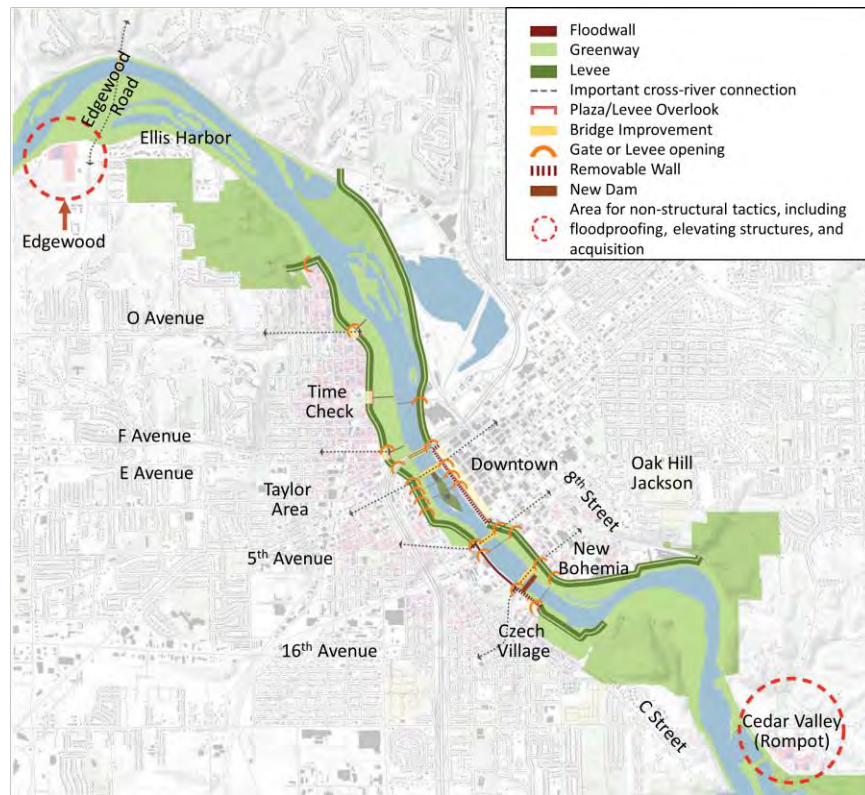 Floodwall
Greenway
Levee
Important cross-river connection
Plaza/Levee Overlook
Bridge Improvement
Gate or Levee opening
Removable Wall
New Dam
Area for non-structural tactics, including
floodproofing, elevating structures, and
acquisition
Edgewood
Road
Ellis Harbor
Edgewood
O Avenue
Time
Check
F Avenue
E Avenue
Downtown
Oak Hill
Jackson
Taylor
Area
8th Street
5th Avenue
New
Bohemia
16th Avenue
Czech
Village
C Street
Cedar Valley
(Rompot)